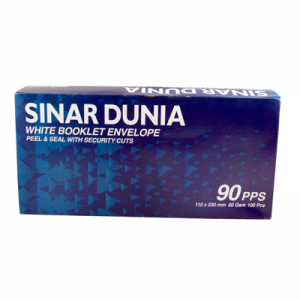 SINAR DUNIA
SINAR DUNIA
WHITE BOOKLET ENVELOPE
PEEL & SEAL WITH SECURITY CUTS
90 PPS
110 x 230 mm 80 Gsm 100 Pcs